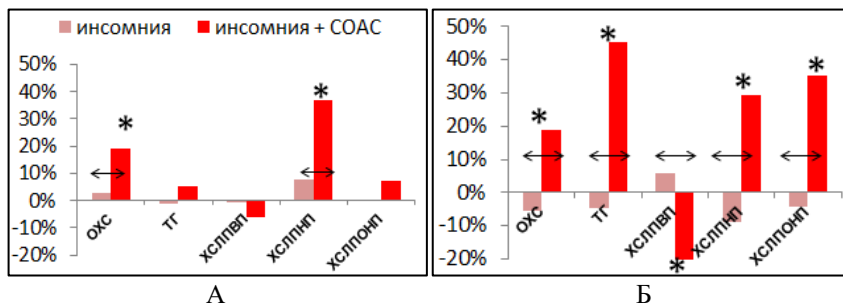 инсомния инсомния + СОАС
50%
40%
30%
20%
10%
0%
-10%
-20%
*
*
ОХС
ТГ
ХСЛПВП
ХСЛПНП
ХСЛПОНП
А
50%
40%
30%
20%
10%
0%
-10%
-20%
*
*
*
*
*
ОХС
ТГ
ХСЛПВП
ХСЛПНП
ХСЛПОНП
Б